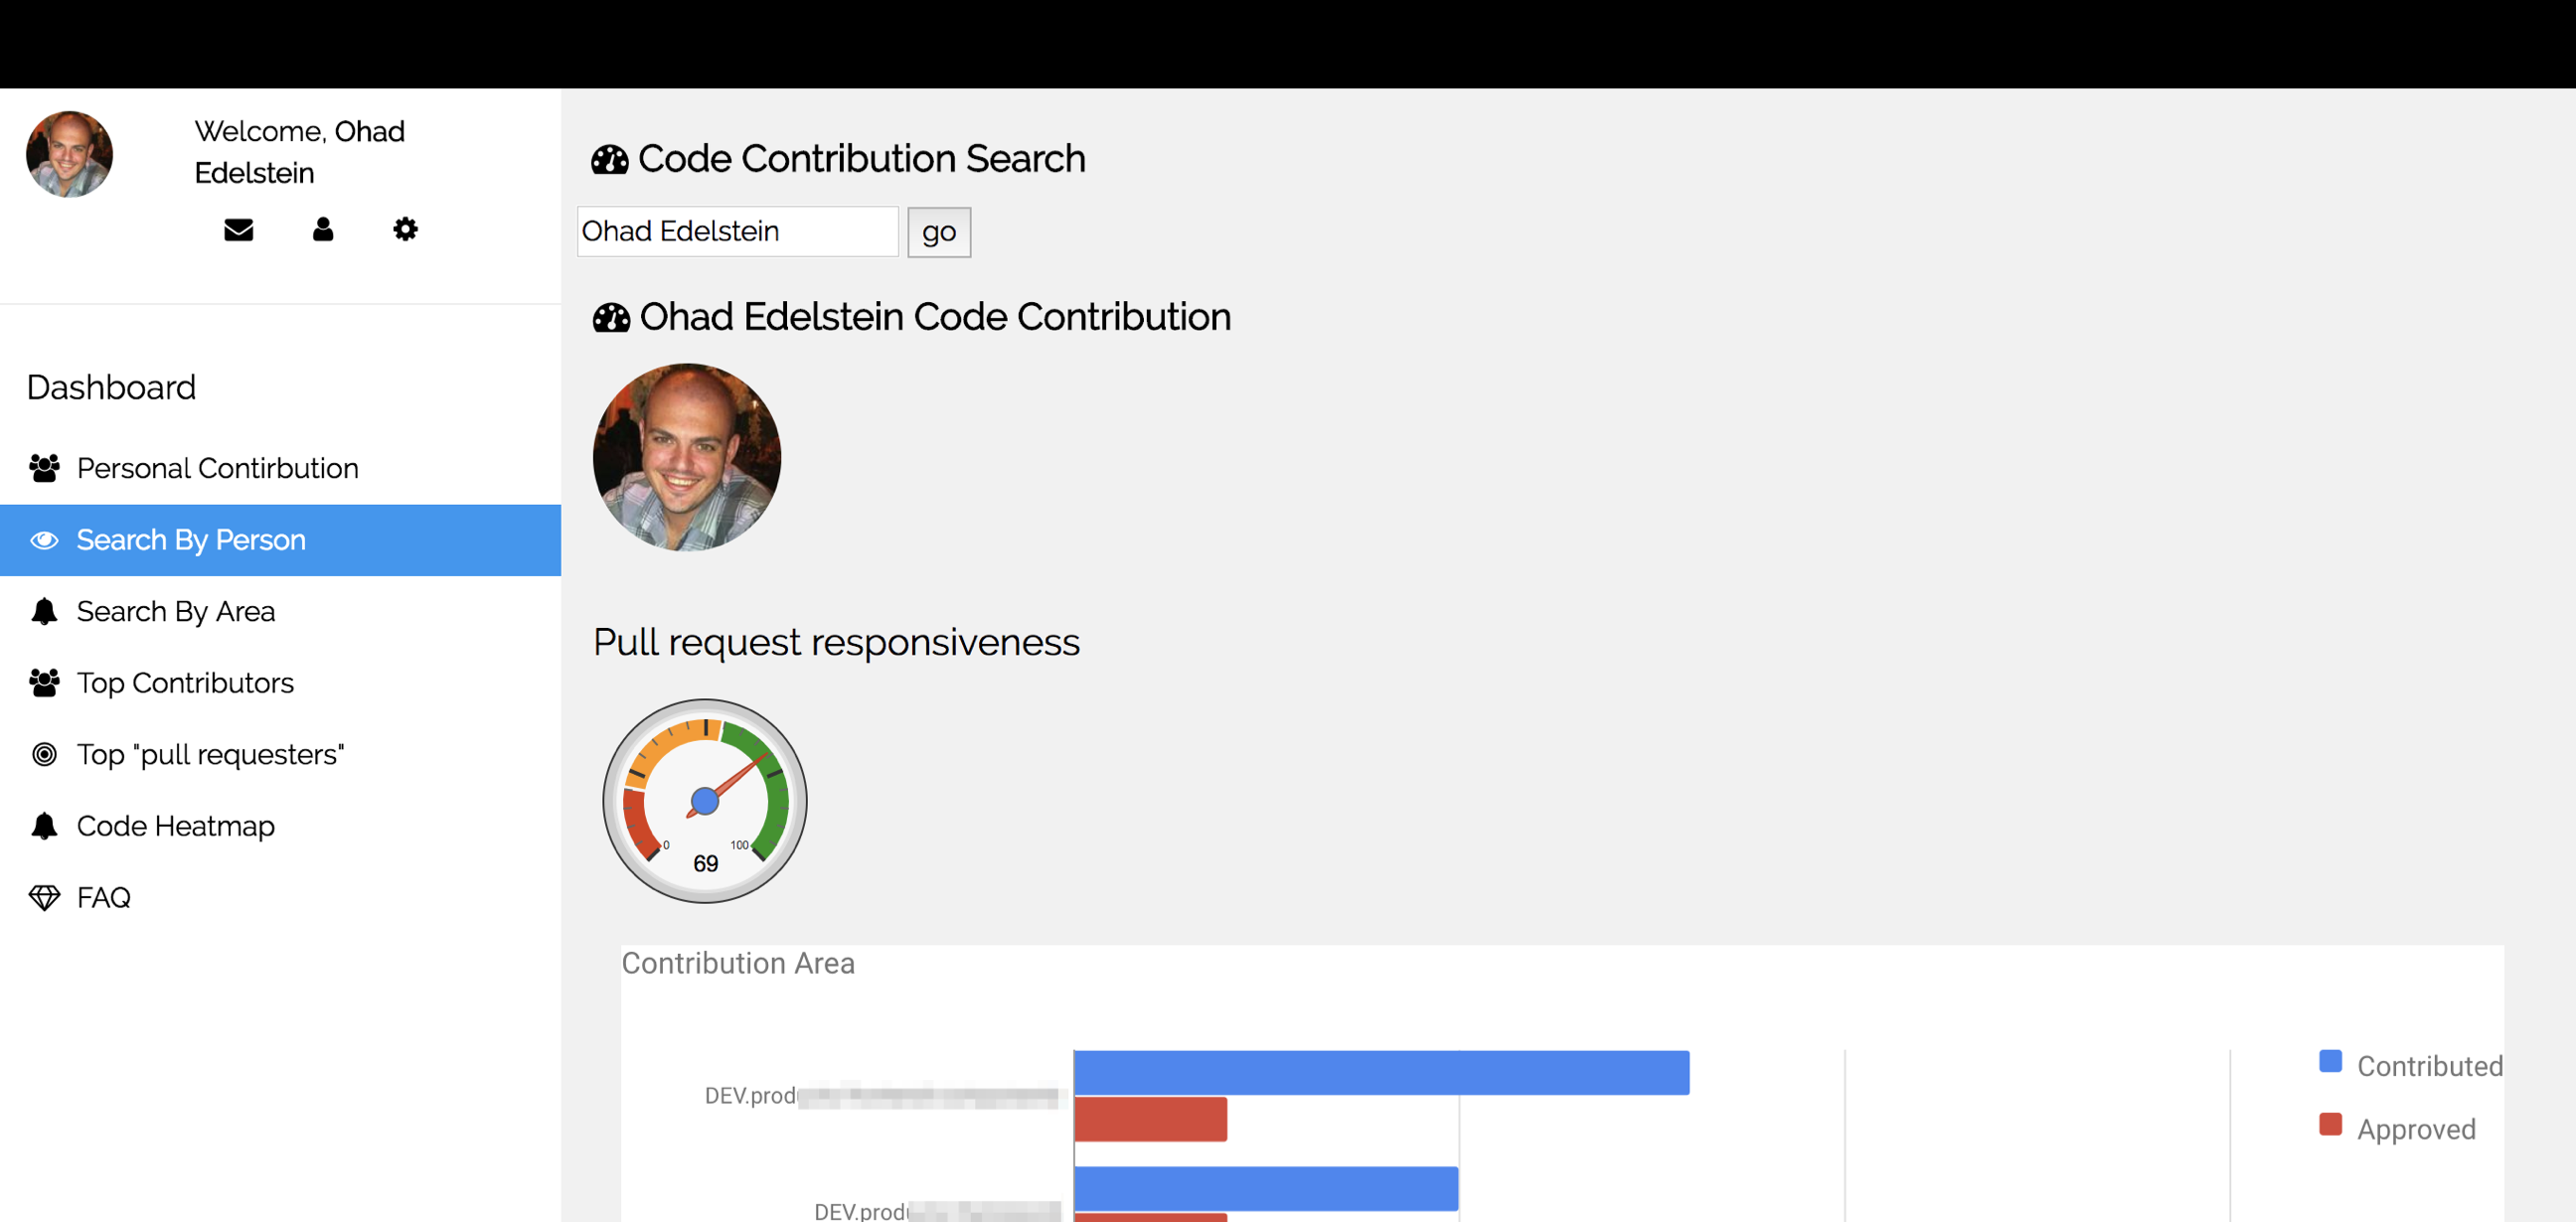 Welcome, Ohad
Edelstein
Dashboard
Personal Contirbution
Search By Person
Search By Area
Top Contributors
Top "pull requesters"
Code Heatmap
FAQ
Code Contribution Search
Ohad Edelstein go
Ohad Edelstein Code Contribution
Pull request responsiveness
0 100
69
Contribution Area
DEV.prod
DEV.prod
Contributed
Approved